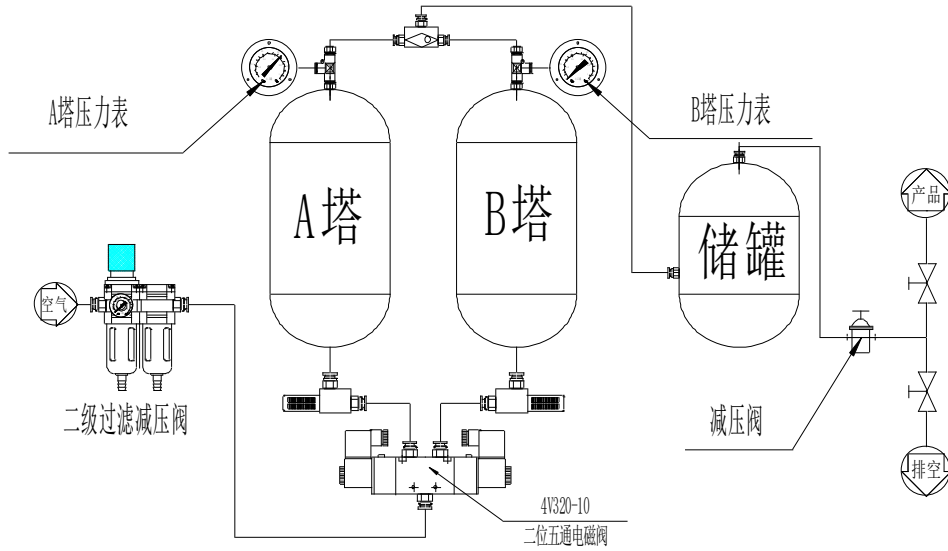 A塔压力表
B塔压力表
A塔
B塔
储罐
产品
空气
二级过滤减压阀
减压阀
排空
4V320-10
二位五通电磁阀